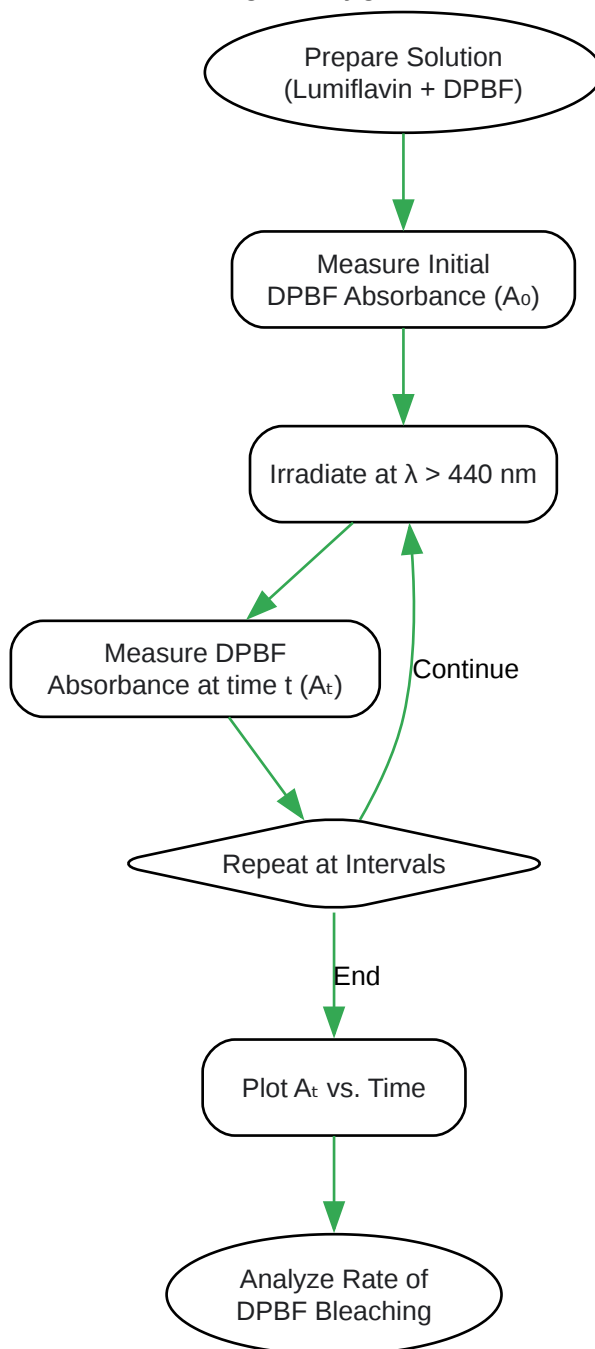 Prepare Solution
(Lumiflavin + DPBF)
Measure Initial
DPBF Absorbance (A₀)
Irradiate at λ > 440 nm
Measure DPBF
Absorbance at time t (Aₜ)
Continue
Repeat at Intervals
End
Plot Aₜ vs. Time
Analyze Rate of
DPBF Bleaching